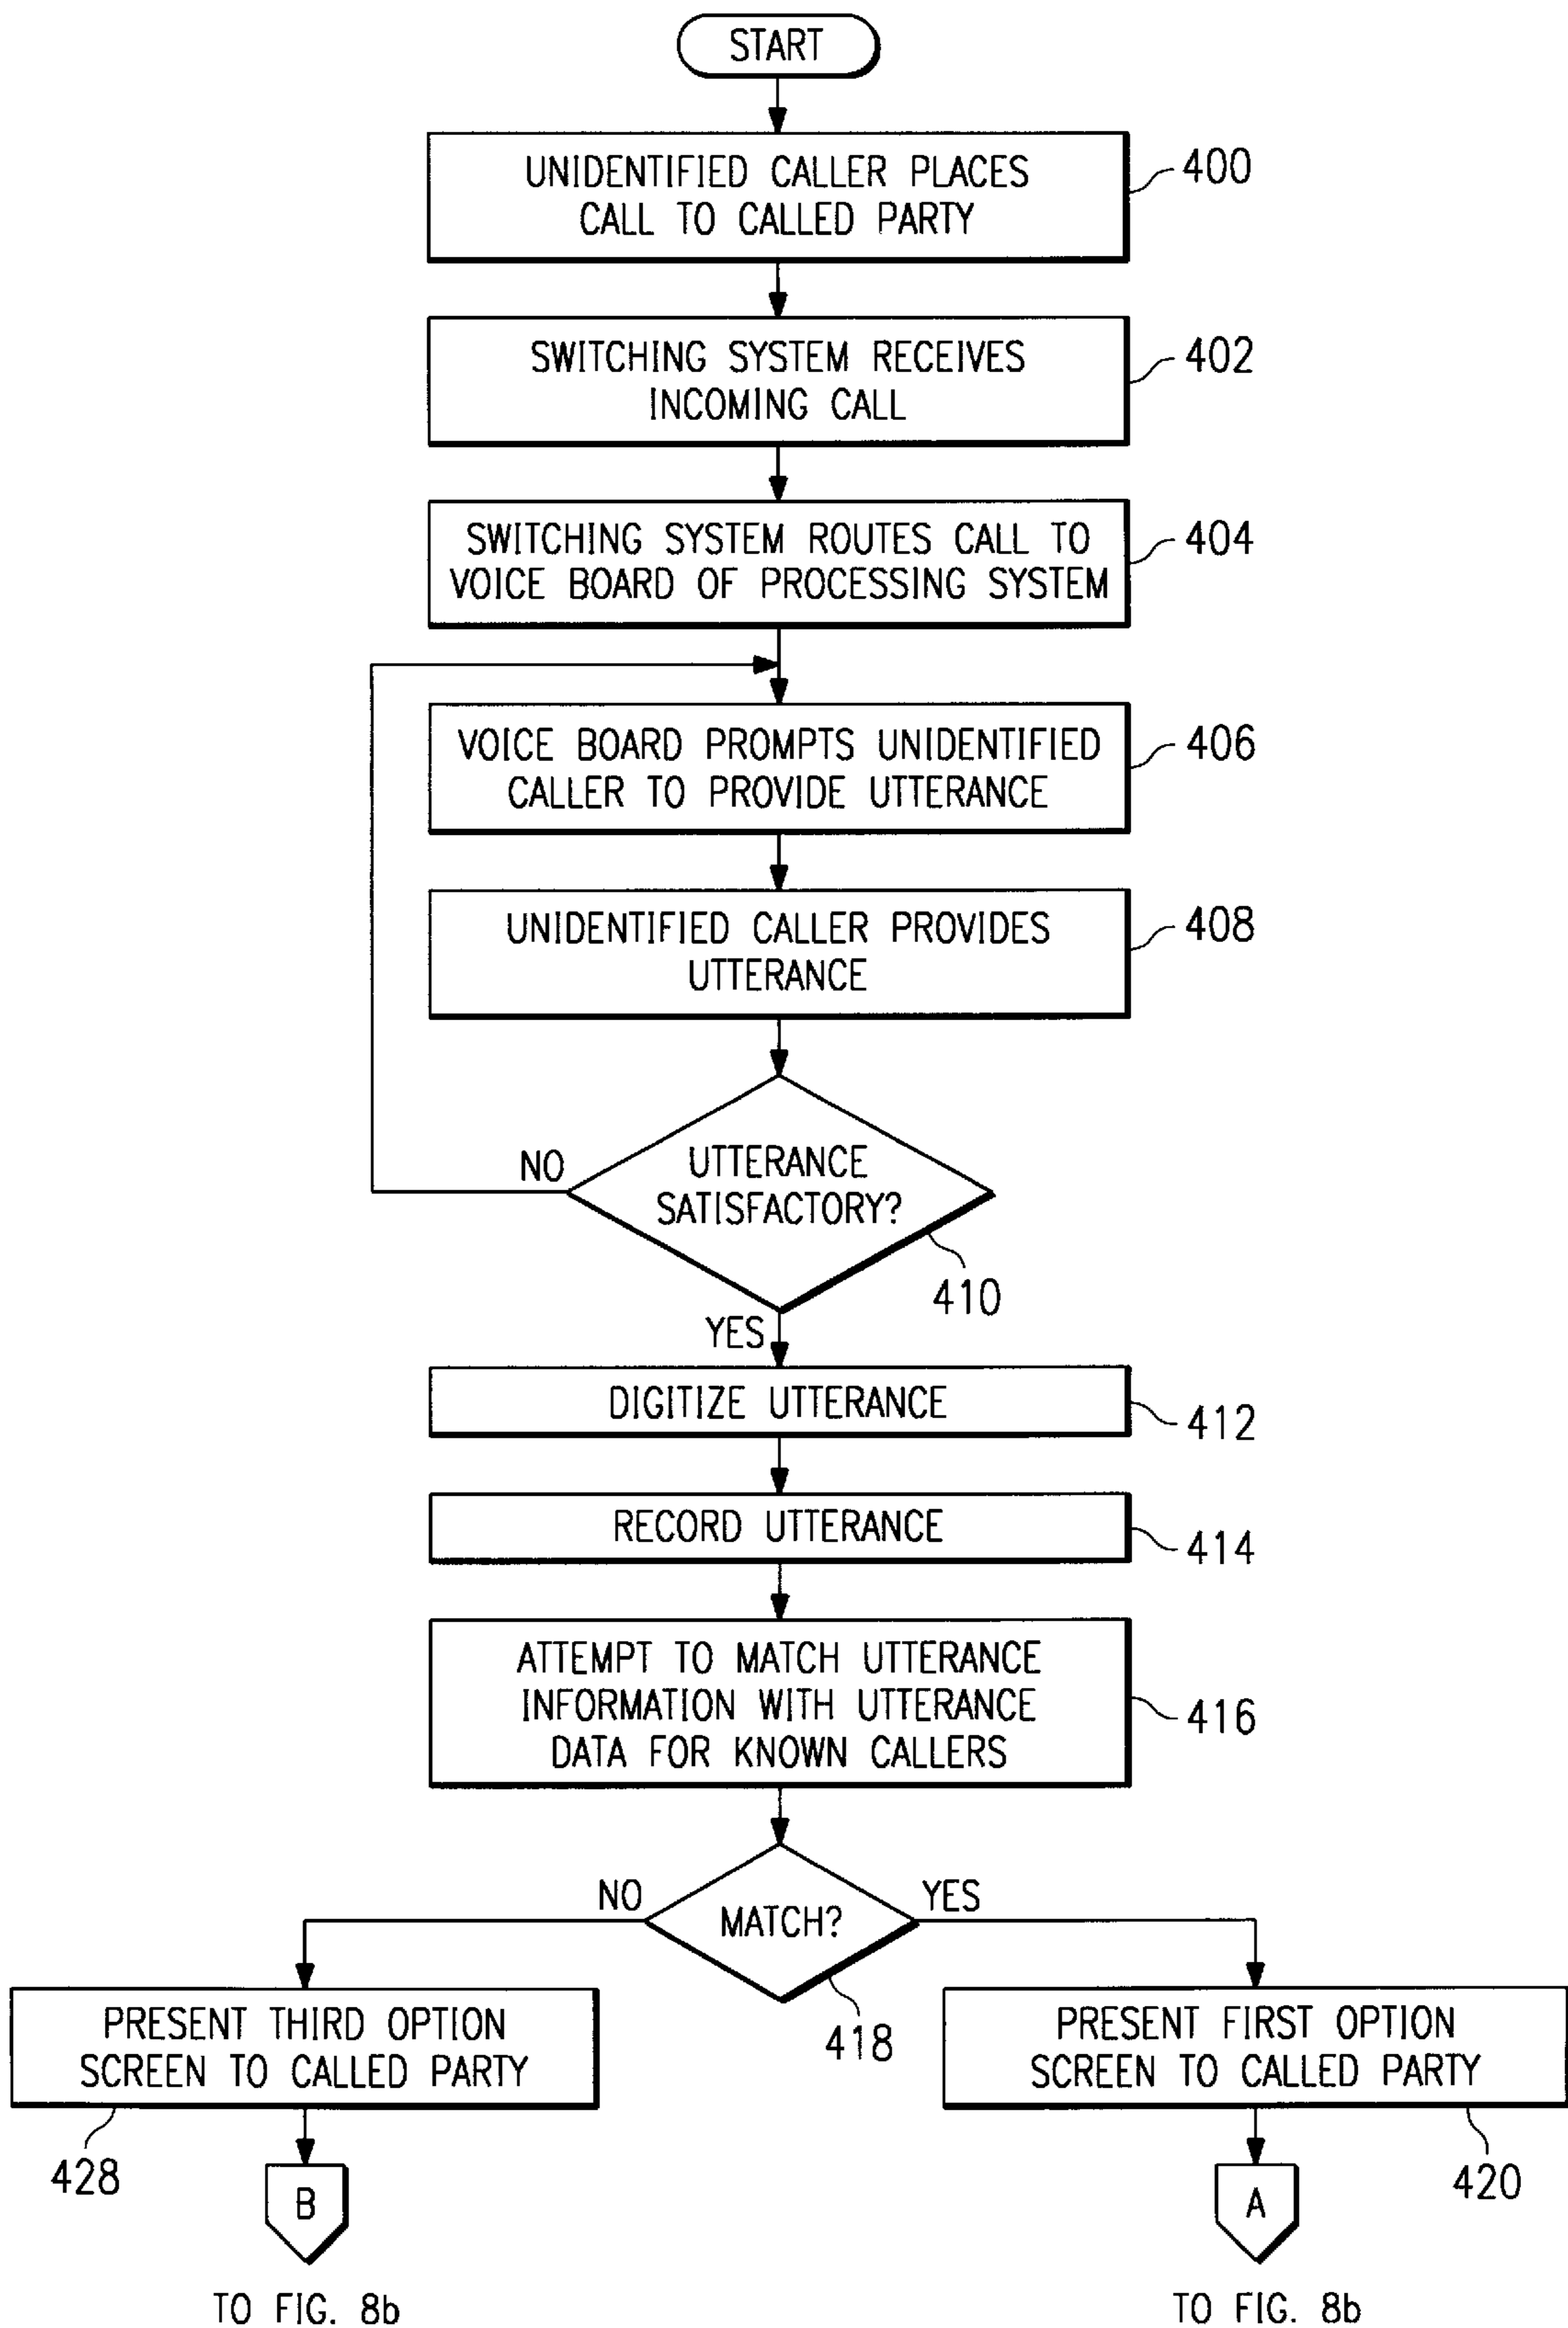 START
UNIDENTIFIED CALLER PLACES
CALL TO CALLED PARTY
400
SWITCHING SYSTEM RECEIVES
INCOMING CALL
402
SWITCHING SYSTEM ROUTES CALL TO
VOICE BOARD OF PROCESSING SYSTEM
404
VOICE BOARD PROMPTS UNIDENTIFIED
CALLER TO PROVIDE UTTERANCE
406
UNIDENTIFIED CALLER PROVIDES
UTTERANCE
408
NO
UTTERANCE
SATISFACTORY?
410
YES
DIGITIZE UTTERANCE
412
RECORD UTTERANCE
414
ATTEMPT TO MATCH UTTERANCE
INFORMATION WITH UTTERANCE
DATA FOR KNOWN CALLERS
416
NO
MATCH?
YES
418
PRESENT THIRD OPTION
SCREEN TO CALLED PARTY
428
PRESENT FIRST OPTION
SCREEN TO CALLED PARTY
420
B
A
TO FIG. 8b
TO FIG. 8b